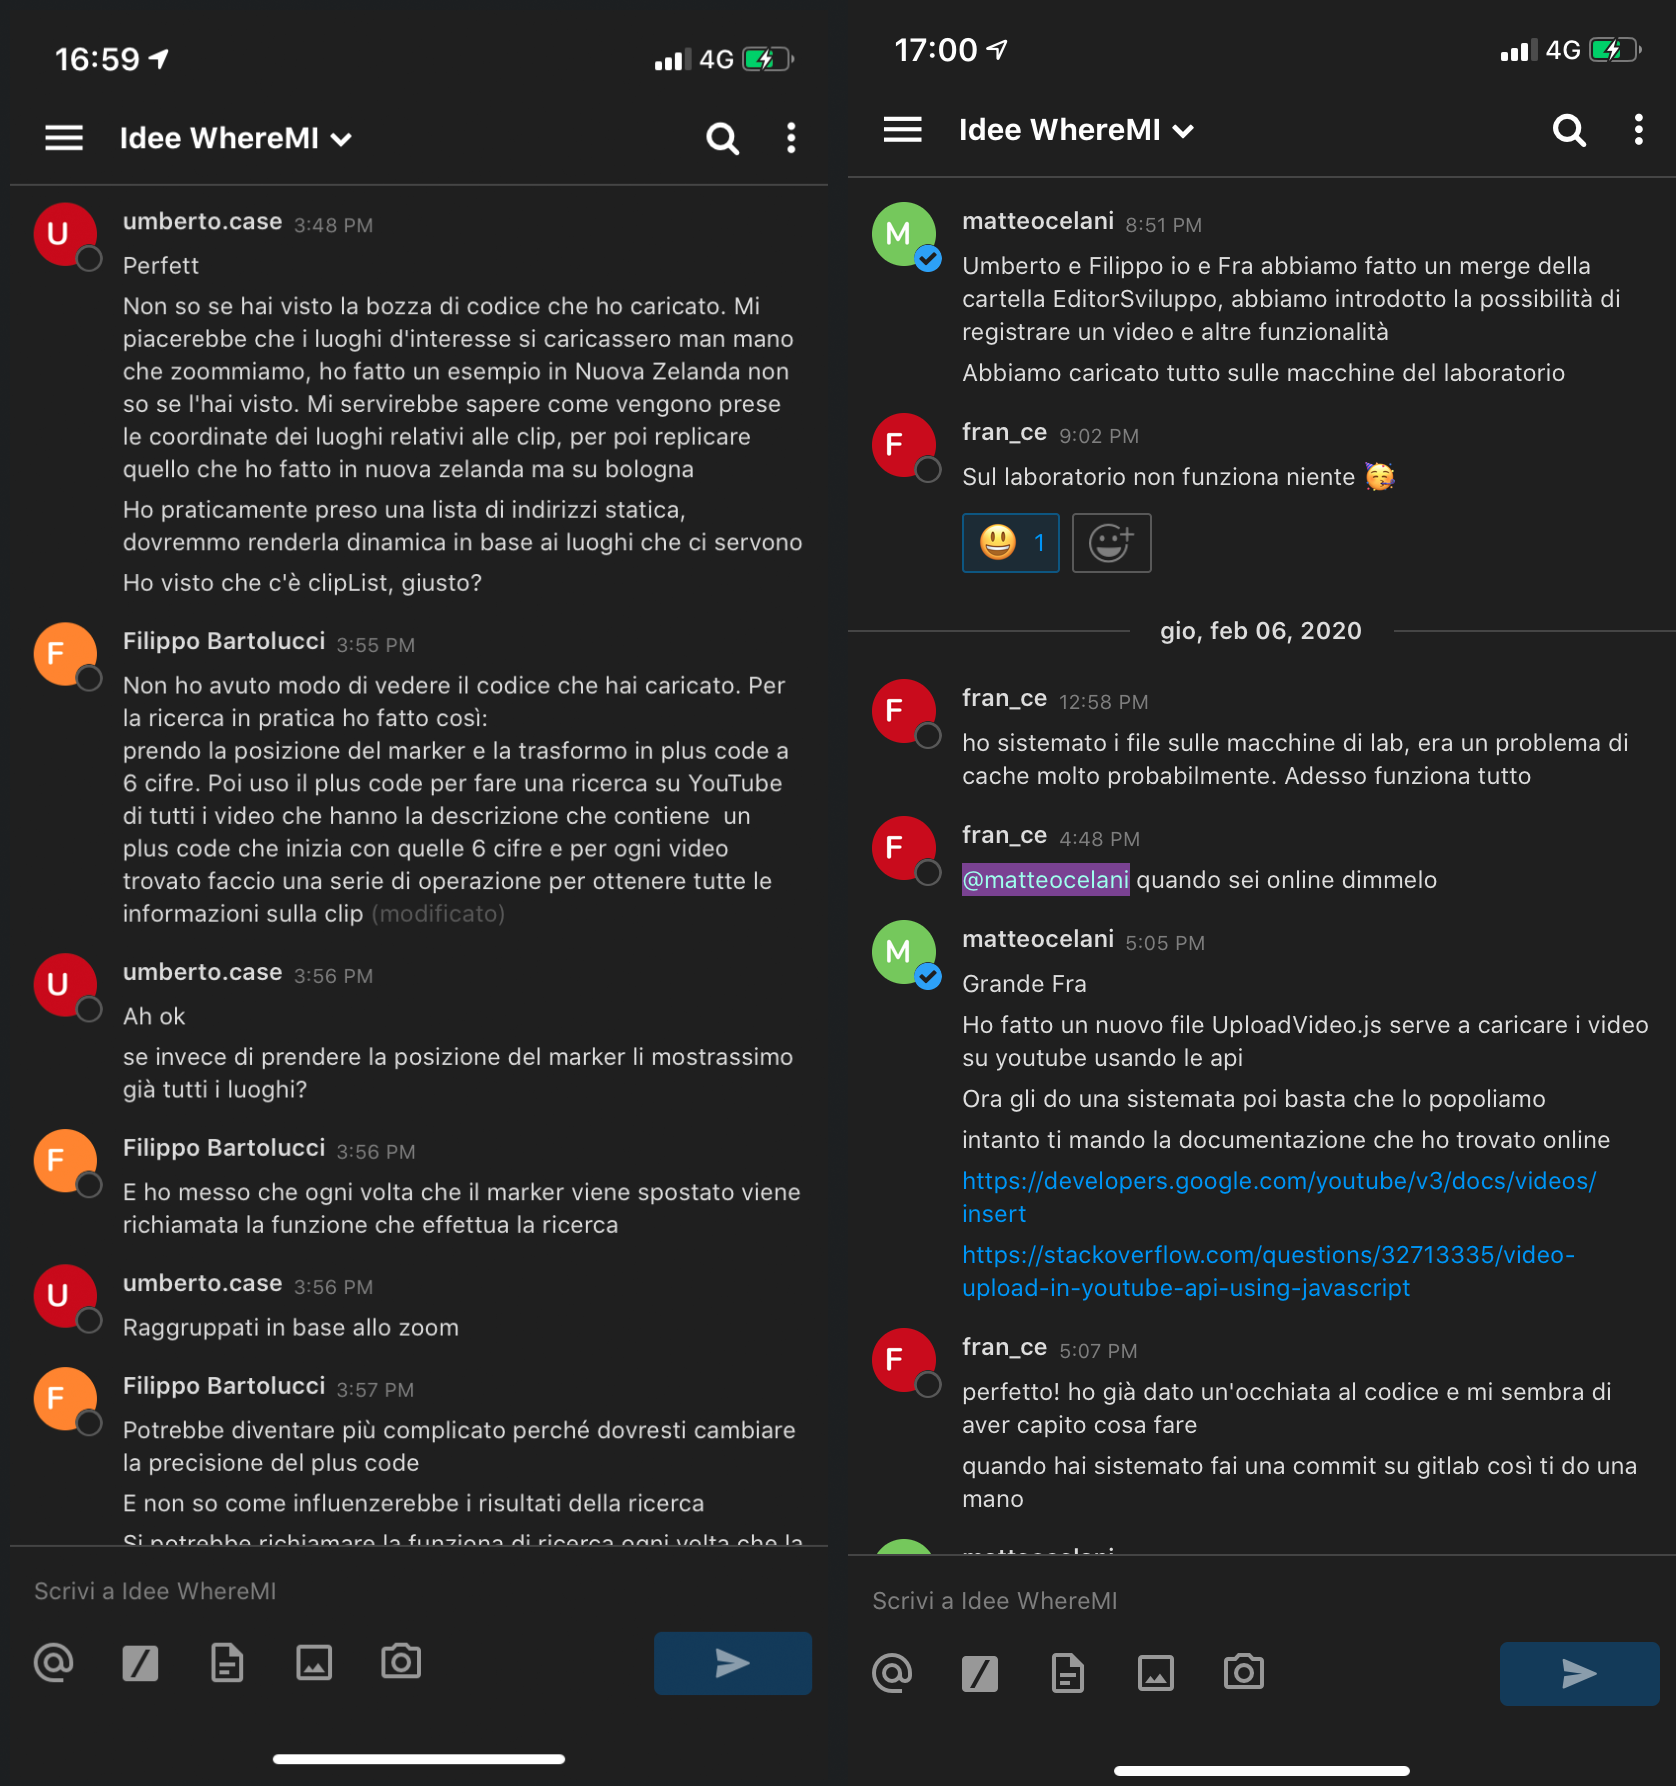 16:59
4G
Idee WhereMI
umberto.case 3:48 PM
Perfett
Non so se hai visto la bozza di codice che ho caricato. Mi
piacerebbe che i luoghi d'interesse si caricassero man mano
che zoommiamo, ho fatto un esempio in Nuova Zelanda non
so se l'hai visto. Mi servirebbe sapere come vengono prese
le coordinate dei luoghi relativi alle clip, per poi replicare
quello che ho fatto in nuova zelanda ma su bologna
Ho praticamente preso una lista di indirizzi statica,
dovremmo renderla dinamica in base ai luoghi che ci servono
Ho visto che c'è clipList, giusto?
Filippo Bartolucci 3:55 PM
Non ho avuto modo di vedere il codice che hai caricato. Per
la ricerca in pratica ho fatto così:
prendo la posizione del marker e la trasformo in plus code a
6 cifre. Poi uso il plus code per fare una ricerca su YouTube
di tutti i video che hanno la descrizione che contiene  un
plus code che inizia con quelle 6 cifre e per ogni video
trovato faccio una serie di operazione per ottenere tutte le
informazioni sulla clip (modificato)
umberto.case 3:56 PM
Ah ok
se invece di prendere la posizione del marker li mostrassimo
già tutti i luoghi?
Filippo Bartolucci 3:56 PM
E ho messo che ogni volta che il marker viene spostato viene
richiamata la funzione che effettua la ricerca
umberto.case 3:56 PM
Raggruppati in base allo zoom
Filippo Bartolucci 3:57 PM
Potrebbe diventare più complicato perché dovresti cambiare
la precisione del plus code
E non so come influenzerebbe i risultati della ricerca
Si potrebbe richiamare la funzione di ricerca ogni volta che la
Scrivi a Idee WhereMI
17:00
4G
Idee WhereMI
matteocelani 8:51 PM
Umberto e Filippo io e Fra abbiamo fatto un merge della
cartella EditorSviluppo, abbiamo introdotto la possibilità di
registrare un video e altre funzionalità
Abbiamo caricato tutto sulle macchine del laboratorio
fran_ce 9:02 PM
Sul laboratorio non funziona niente 🥳
😃 1
gio, feb 06, 2020
fran_ce 12:58 PM
ho sistemato i file sulle macchine di lab, era un problema di
cache molto probabilmente. Adesso funziona tutto
fran_ce 4:48 PM
@matteocelani quando sei online dimmelo
matteocelani 5:05 PM
Grande Fra
Ho fatto un nuovo file UploadVideo.js serve a caricare i video
su youtube usando le api
Ora gli do una sistemata poi basta che lo popoliamo
intanto ti mando la documentazione che ho trovato online
https://developers.google.com/youtube/v3/docs/videos/
insert
https://stackoverflow.com/questions/32713335/video-
upload-in-youtube-api-using-javascript
fran_ce 5:07 PM
perfetto! ho già dato un'occhiata al codice e mi sembra di
aver capito cosa fare
quando hai sistemato fai una commit su gitlab così ti do una
mano
matteocelani
Scrivi a Idee WhereMI